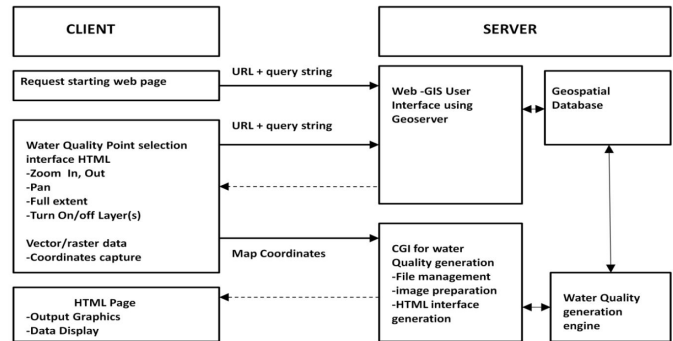 CLIENT
SERVER
Request starting web page
URL + query string
Web -GIS User
Interface using
Geoserver
Geospatial
Database
URL + query string
Water Quality Point selection
interface HTML
-Zoom In, Out
-Pan
-Full extent
-Turn On/off Layer(s)
Vector/raster data
-Coordinates capture
Map Coordinates
CGI for water
Quality generation
-File management
-image preparation
-HTML interface
generation
Water Quality
generation
engine
HTML Page
-Output Graphics
-Data Display